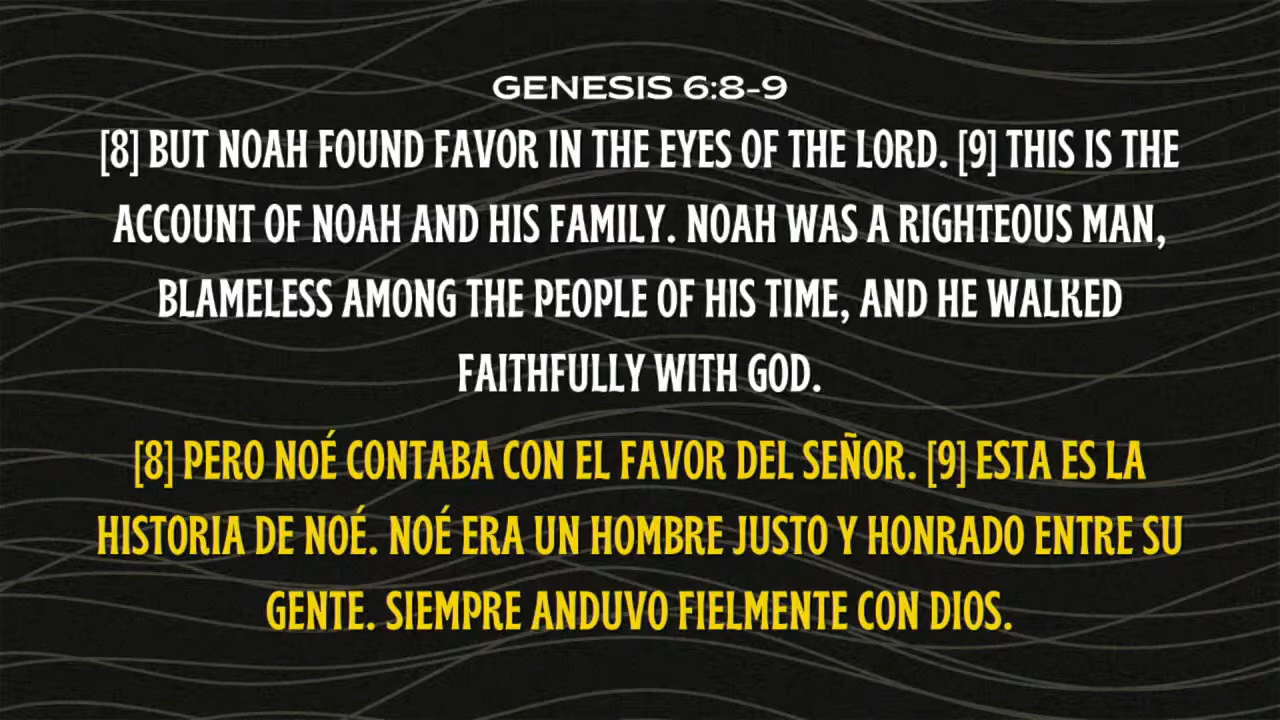 GENESIS 6:8-9
[8] BUT NOAH FOUND FAVOR IN THE EYES OF THE LORD. [9] THIS IS THE
ACCOUNT OF NOAH AND HIS FAMILY. NOAH WAS A RIGHTEOUS MAN,
BLAMELESS AMONG THE PEOPLE OF HIS TIME, AND HE WALKED
FAITHFULLY WITH GOD.
[8] PERO NOÉ CONTABA CON EL FAVOR DEL SEÑOR. [9] ESTA ES LA
HISTORIA DE NOÉ. NOÉ ERA UN HOMBRE JUSTO Y HONRADO ENTRE SU
GENTE. SIEMPRE ANDUVO FIELMENTE CON DIOS.